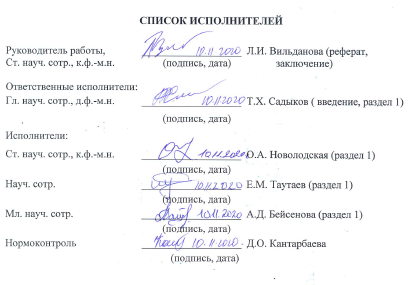 СПИСОК ИСПОЛНИТЕЛЕЙ
Руководитель работы,
Ст. науч. сотр., к.ф.-м.н. 10.11.2020 Л.И. Вильданова (реферат,
(подпись, дата) заключение)
Ответственные исполнители:
Гл. науч. сотр., д.ф.-м.н. 10.11.2020 Т.Х. Садыков ( введение, раздел 1)
(подпись, дата)
Исполнители:
Ст. науч. сотр., к.ф.-м.н. 10.11.2020 О.А. Новолодская (раздел 1)
(подпись, дата)
Науч. сотр. 10.11.2020 Е.М. Таутаев (раздел 1)
(подпись, дата)
Мл. науч. сотр. 10.11.2020 А.Д. Бейсенова (раздел 1)
(подпись, дата)
Нормоконтроль 10.11.2020. Д.О. Кантарбаева
(подпись, дата)